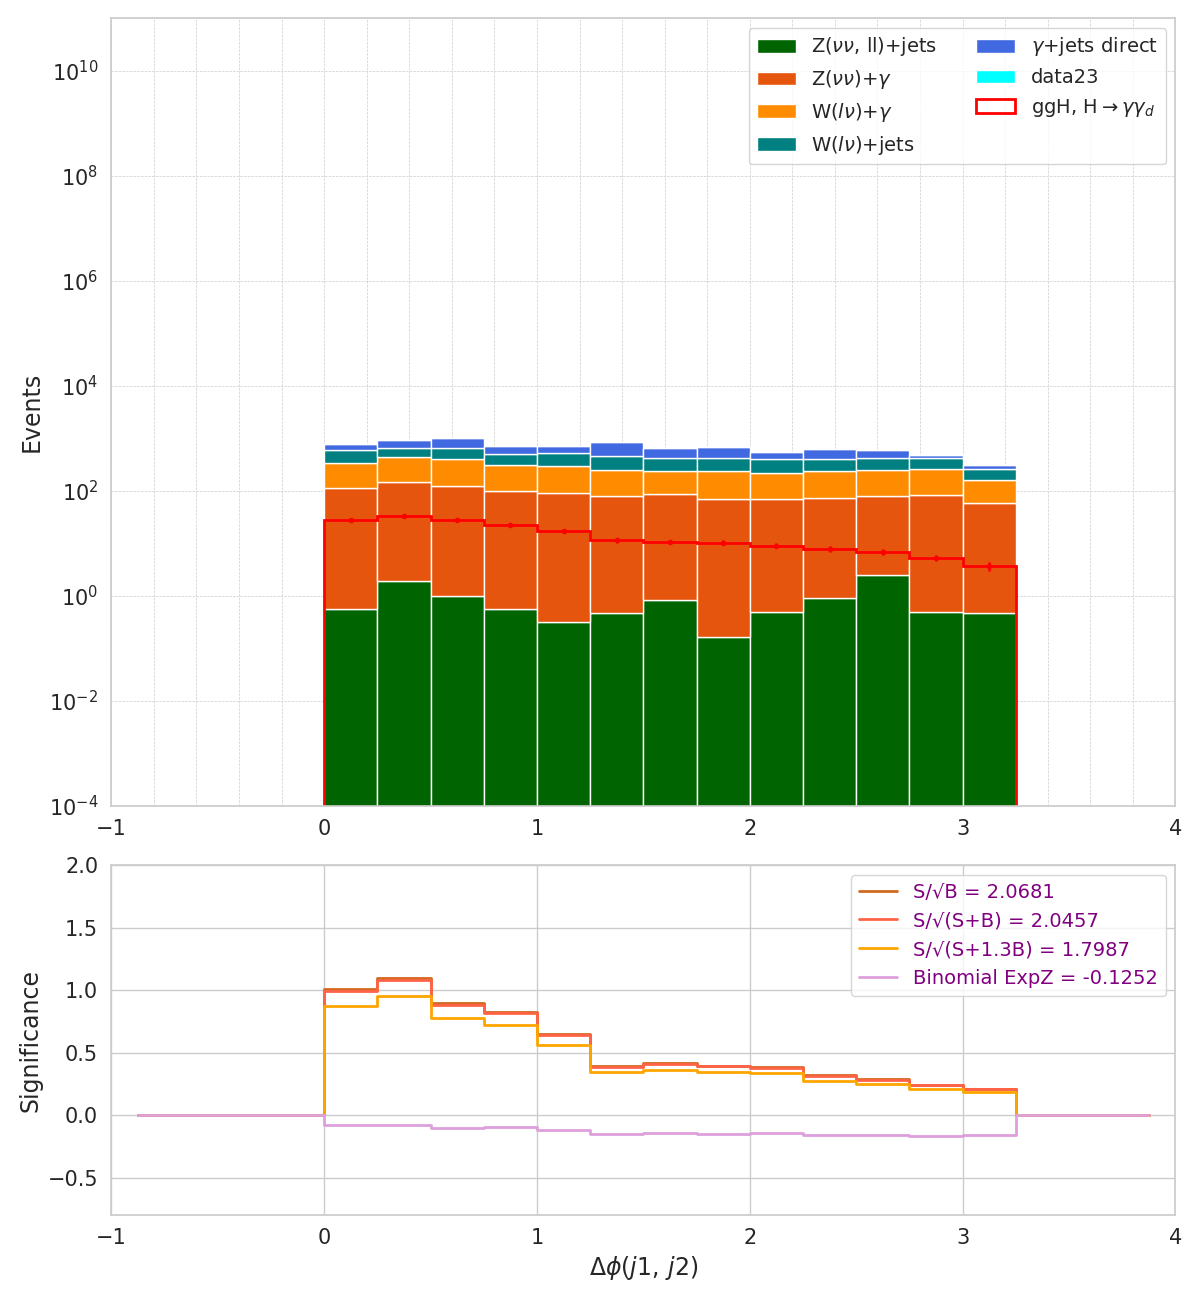 Z(νν, ll)+jets
Z(νν)+γ
W(lν)+γ
W(lν)+jets
γ+jets direct
data23
ggH, H→γγ_d
Events
10^10
10^8
10^6
10^4
10^2
10^0
10^−2
10^−4
−1 0 1 2 3 4
S/√B = 2.0681
S/√(S+B) = 2.0457
S/√(S+1.3B) = 1.7987
Binomial ExpZ = -0.1252
Significance
2.0
1.5
1.0
0.5
0.0
−0.5
−1 0 1 2 3 4
Δϕ(j1, j2)